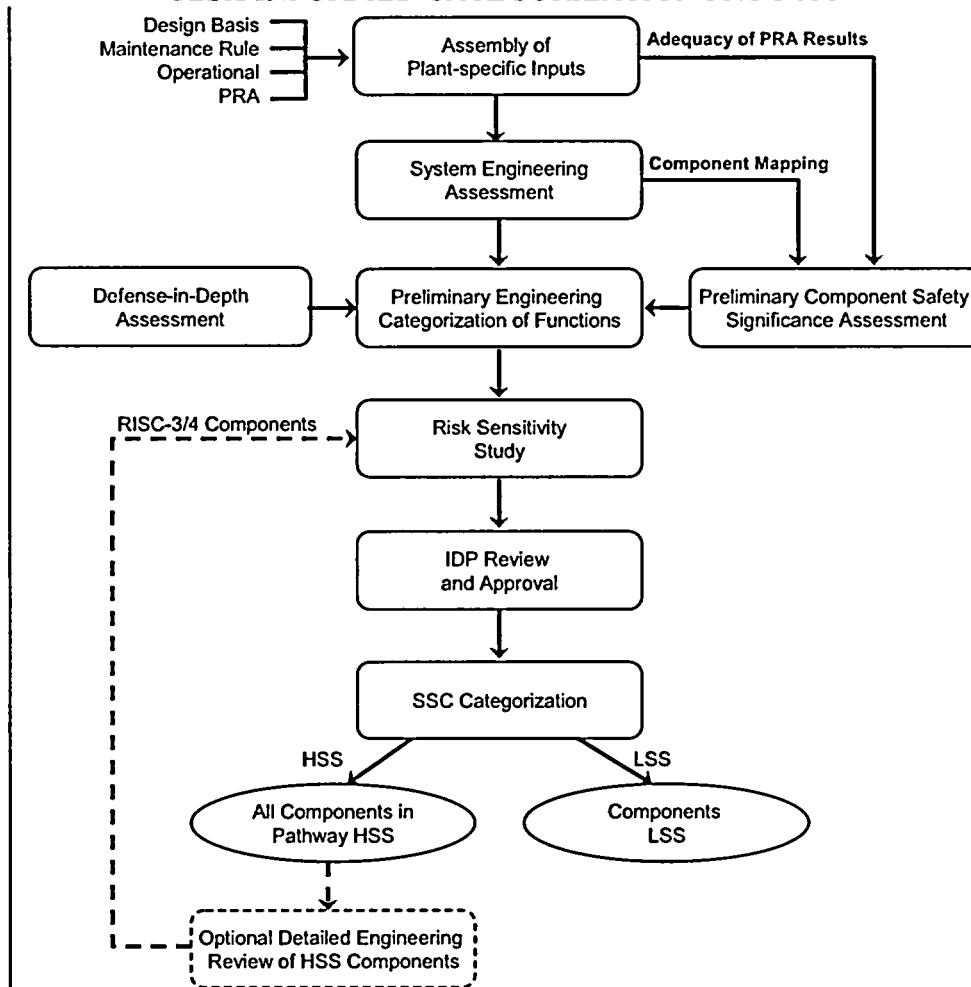 Design Basis
Maintenance Rule
Operational
PRA
Assembly of
Plant-specific Inputs
Adequacy of PRA Results
System Engineering
Assessment
Component Mapping
Defense-in-Depth
Assessment
Preliminary Engineering
Categorization of Functions
Preliminary Component Safety
Significance Assessment
RISC-3/4 Components
Risk Sensitivity
Study
IDP Review
and Approval
SSC Categorization
HSS
LSS
All Components in
Pathway HSS
Components
LSS
Optional Detailed Engineering
Review of HSS Components